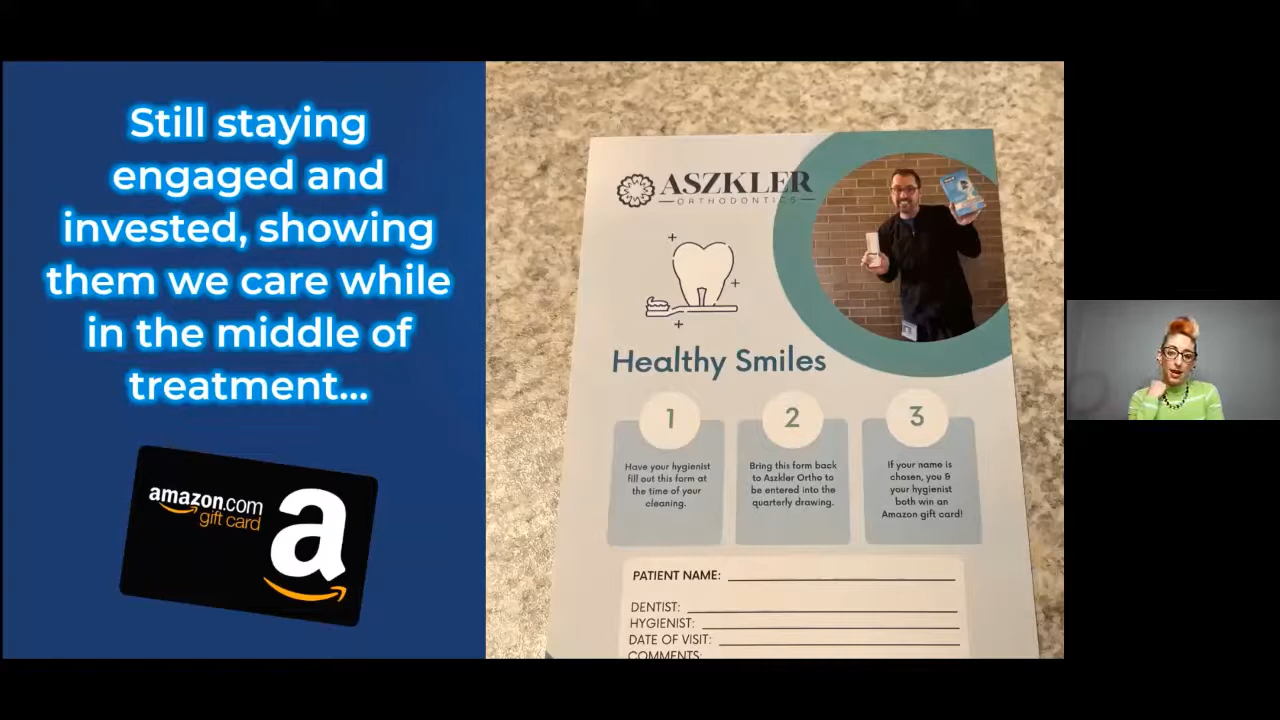 Still staying
engaged and
invested, showing
them we care while
in the middle of
treatment...
amazon.com
gift card
a
ASZKLER
ORTHODONTICS
Healthy Smiles
1
Have your hygienist
fill out this form at
the time of your
cleaning.
2
Bring this form back
to Aszkler Ortho to
be entered into the
quarterly drawing.
3
If your name is
chosen, you &
your hygienist
both win an
Amazon gift card!
PATIENT NAME:
DENTIST:
HYGIENIST:
DATE OF VISIT:
COMMENTS: